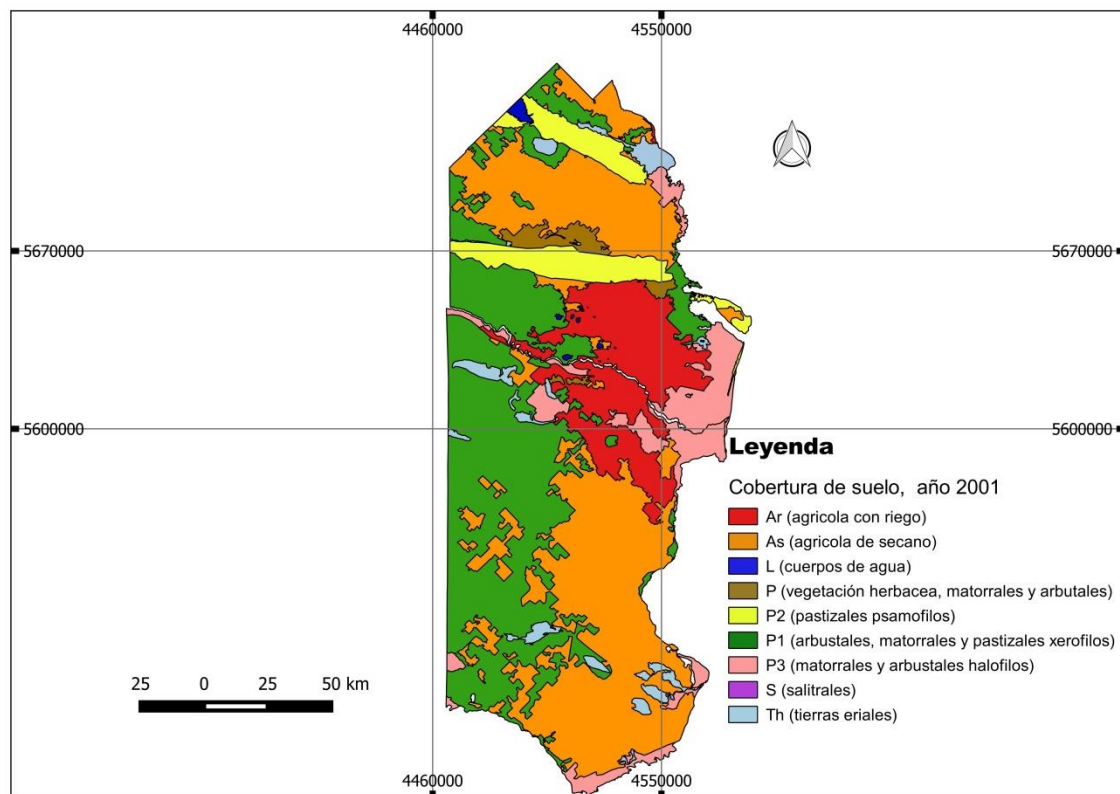 4460000 4550000
5670000 5670000
5600000 5600000
Leyenda
Cobertura de suelo, año 2001
Ar (agricola con riego)
As (agricola de secano)
L (cuerpos de agua)
P (vegetación herbacea, matorrales y arbutales)
P2 (pastizales psamofilos)
P1 (arbustales, matorrales y pastizales xerofilos)
P3 (matorrales y arbustales halofilos)
S (salitrales)
Th (tierras eriales)
25 0 25 50 km
4460000 4550000